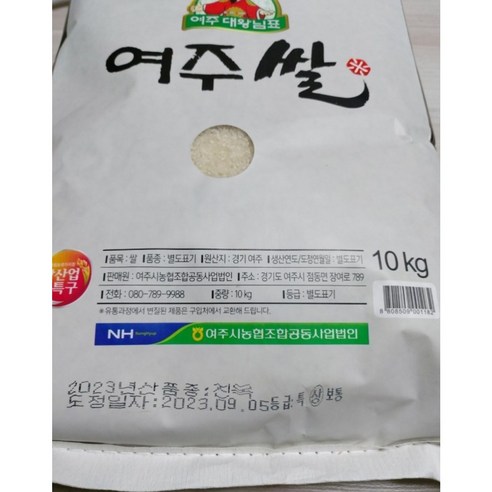 여주 대왕님표
여주쌀 米
품목 : 쌀 품종 : 별도표기 원산지 : 경기 여주 생산연도/도정연월일 : 별도표기
10kg
판매원 : 여주시농협조합공동사업법인 주소 : 경기도 여주시 점동면 장여로 789
전화 : 080-789-9988 중량 : 10kg 등급 : 별도표기
*유통과정에서 변질된 제품은 구입처에서 교환해 드립니다.
산업
특구
NH 여주시농협조합공동사업법인
2023년산 품종:진옥
도정일자:2023.09.05등급:특 상 보통